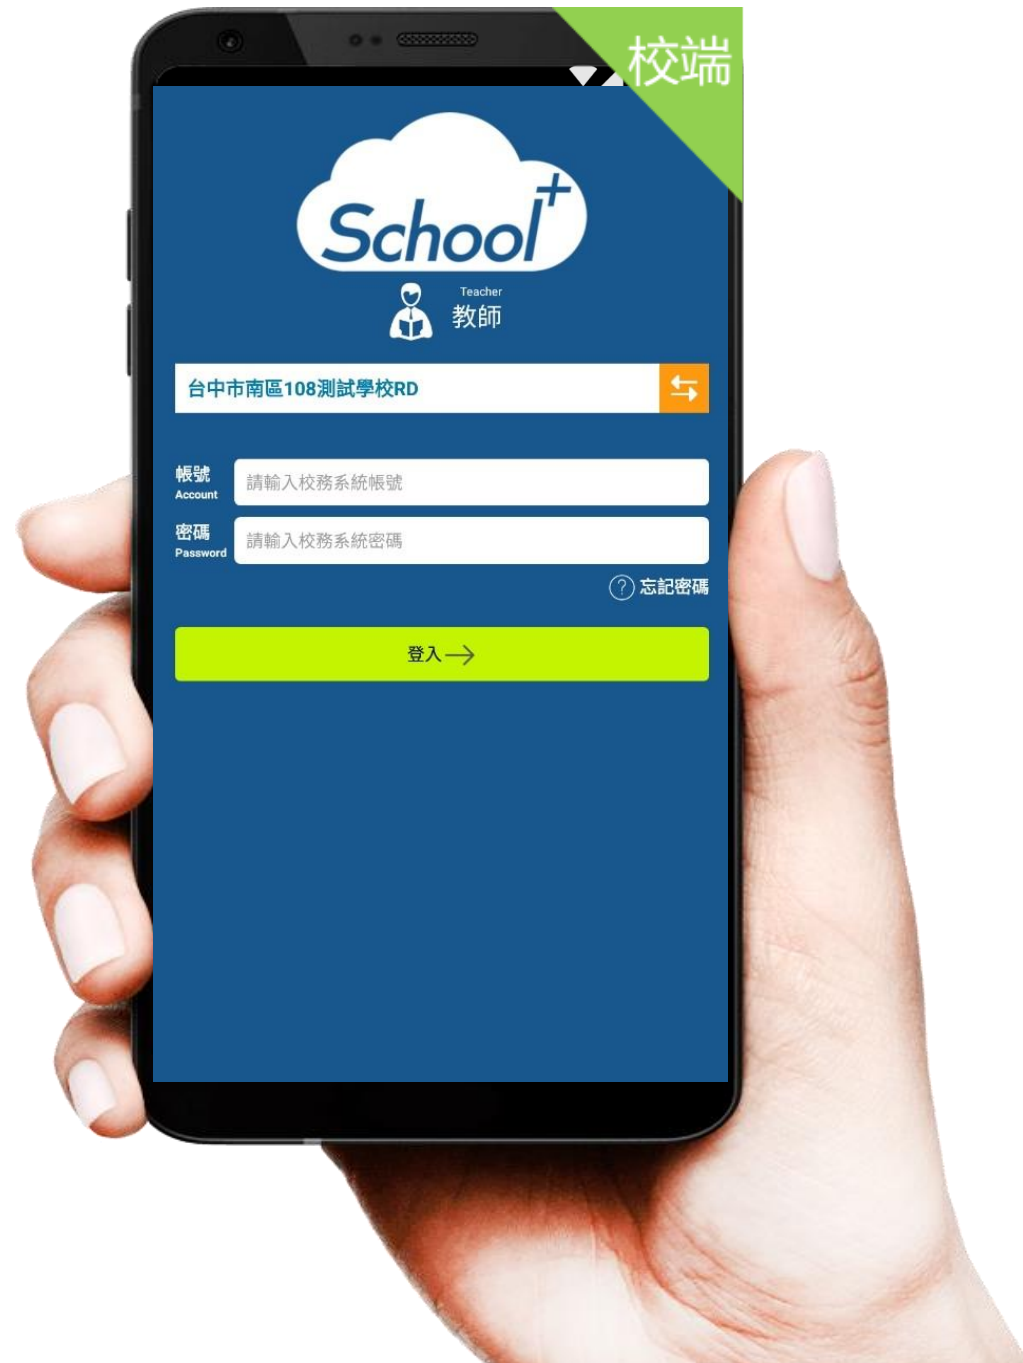 校端
School+
Teacher
教師
台中市南區108測試學校RD
帳號
Account
請輸入校務系統帳號
密碼
Password
請輸入校務系統密碼
? 忘記密碼
登入→